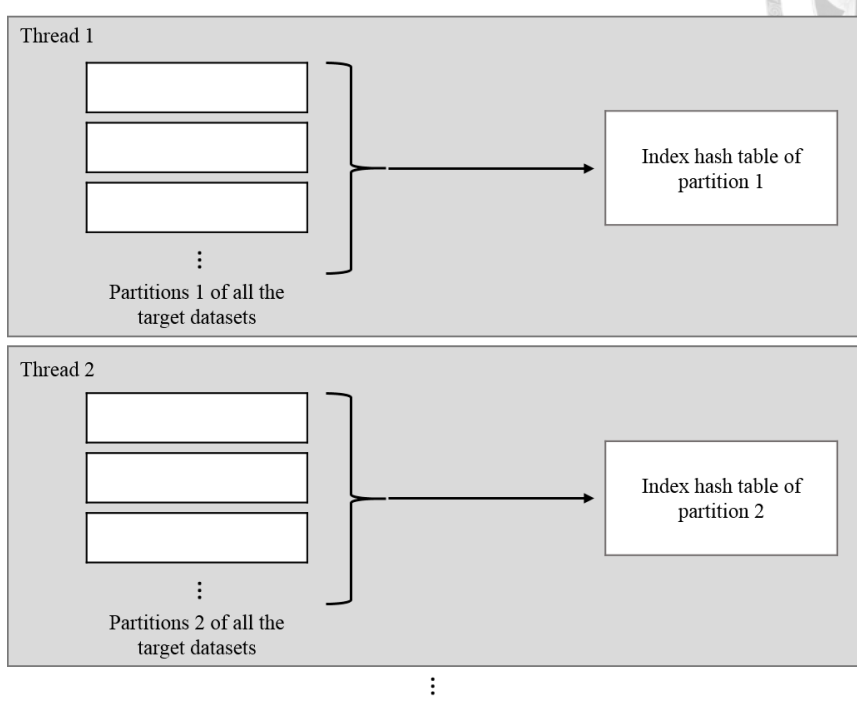 Thread 1
Index hash table of
partition 1
⋮
Partitions 1 of all the
target datasets
Thread 2
Index hash table of
partition 2
⋮
Partitions 2 of all the
target datasets
⋮